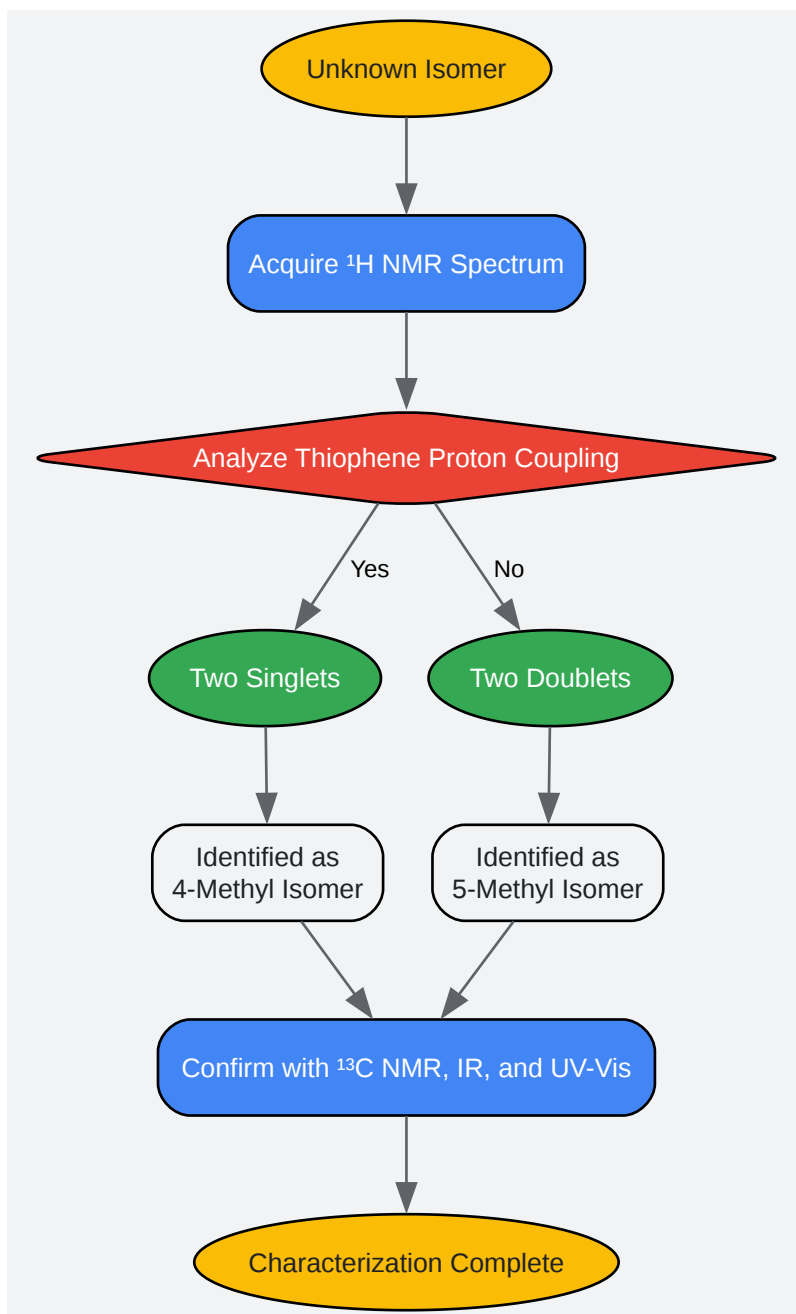 Unknown Isomer
Acquire ¹H NMR Spectrum
Analyze Thiophene Proton Coupling
Yes
No
Two Singlets
Two Doublets
Identified as
4-Methyl Isomer
Identified as
5-Methyl Isomer
Confirm with ¹³C NMR, IR, and UV-Vis
Characterization Complete